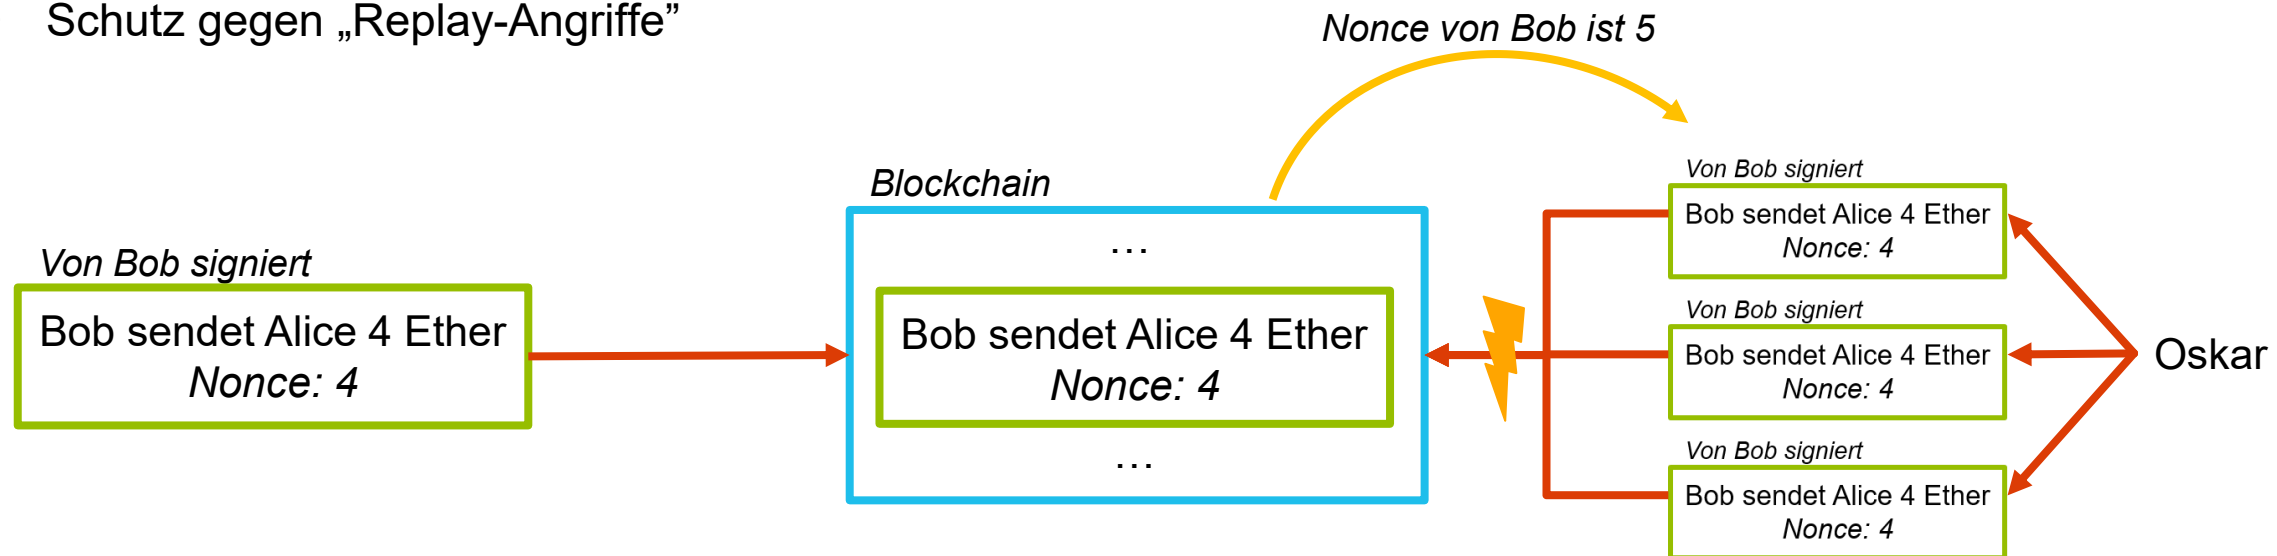 Schutz gegen „Replay-Angriffe”
Nonce von Bob ist 5
Von Bob signiert
Bob sendet Alice 4 Ether
Nonce: 4
Blockchain
…
Bob sendet Alice 4 Ether
Nonce: 4
…
Von Bob signiert
Bob sendet Alice 4 Ether
Nonce: 4
Von Bob signiert
Bob sendet Alice 4 Ether
Nonce: 4
Von Bob signiert
Bob sendet Alice 4 Ether
Nonce: 4
Oskar